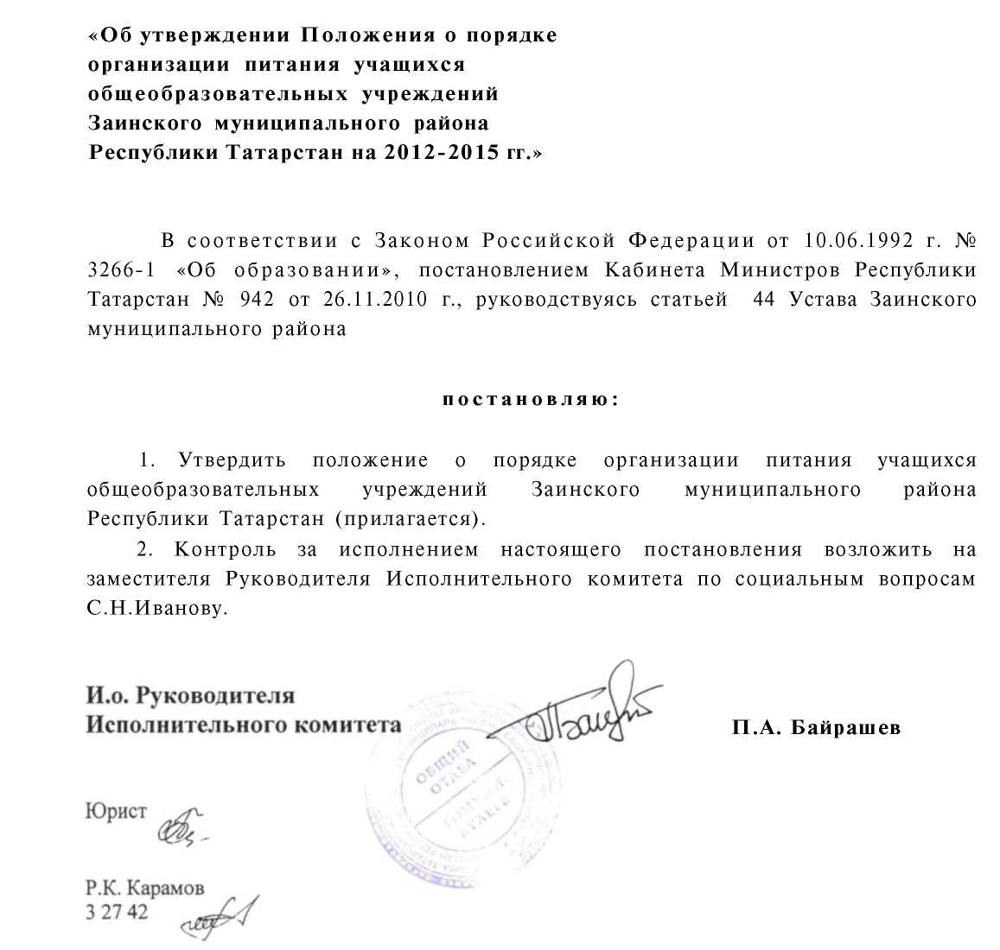 «Об утверждении Положения о порядке
организации питания учащихся
общеобразовательных учреждений
Заинского муниципального района
Республики Татарстан на 2012-2015 гг.»
В соответствии с Законом Российской Федерации от 10.06.1992 г. №
3266-1 «Об образовании», постановлением Кабинета Министров Республики
Татарстан № 942 от 26.11.2010 г., руководствуясь статьей 44 Устава Заинского
муниципального района
постановляю:
1. Утвердить положение о порядке организации питания учащихся
общеобразовательных учреждений Заинского муниципального района
Республики Татарстан (прилагается).
2. Контроль за исполнением настоящего постановления возложить на
заместителя Руководителя Исполнительного комитета по социальным вопросам
С.Н.Иванову.
И.о. Руководителя
Исполнительного комитета
П.А. Байрашев
ОБЩИЙ
ОТДЕЛ
Юрист
Р.К. Карамов
3 27 42